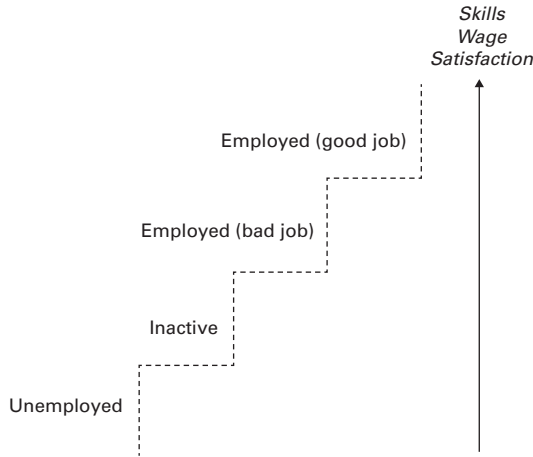 Skills
Wage
Satisfaction
Employed (good job)
Employed (bad job)
Inactive
Unemployed